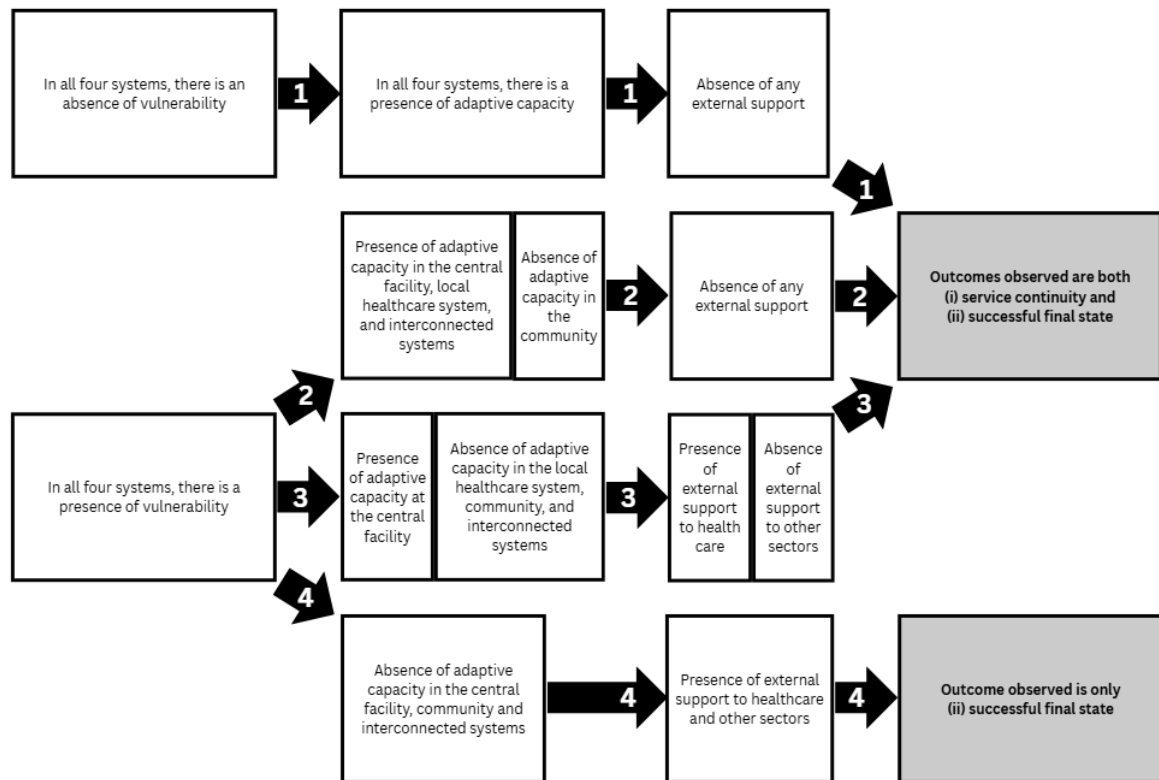 In all four systems, there is an
absence of vulnerability
1
In all four systems, there is a
presence of adaptive capacity
1
Absence of any
external support
1
Presence of adaptive
capacity in the central
facility, local
healthcare system,
and interconnected
systems
Absence of
adaptive
capacity in
the
community
2
Absence of any
external support
2
Outcomes observed are both
(i) service continuity and
(ii) successful final state
2
3
In all four systems, there is a
presence of vulnerability
3
Presence
of adaptive
capacity at
the central
facility
Absence of adaptive
capacity in the local
healthcare system,
community, and
interconnected
systems
3
Presence
of
external
support
to health
care
Absence
of
external
support
to other
sectors
4
Absence of adaptive
capacity in the central
facility, community and
interconnected systems
4
Presence of external
support to healthcare
and other sectors
4
Outcome observed is only
(ii) successful final state